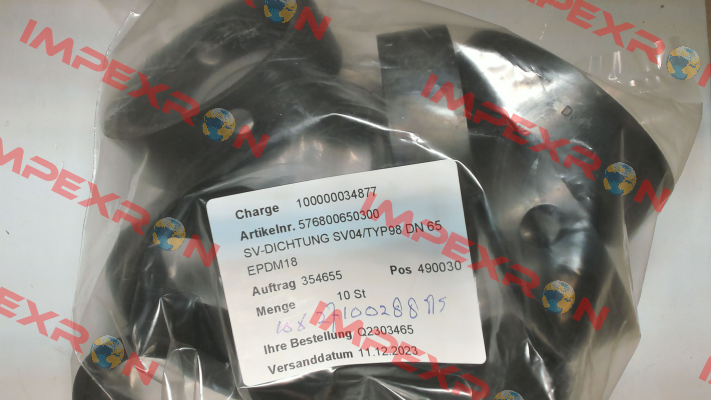 IMPEXRON
Charge 100000034877
Artikelnr. 576800650300
SV-DICHTUNG SV04/TYP98 DN 65
EPDM18
Auftrag 354655 Pos 490030
Menge 10 St
Ihre Bestellung Q2303465
Versanddatum 11.12.2023
D